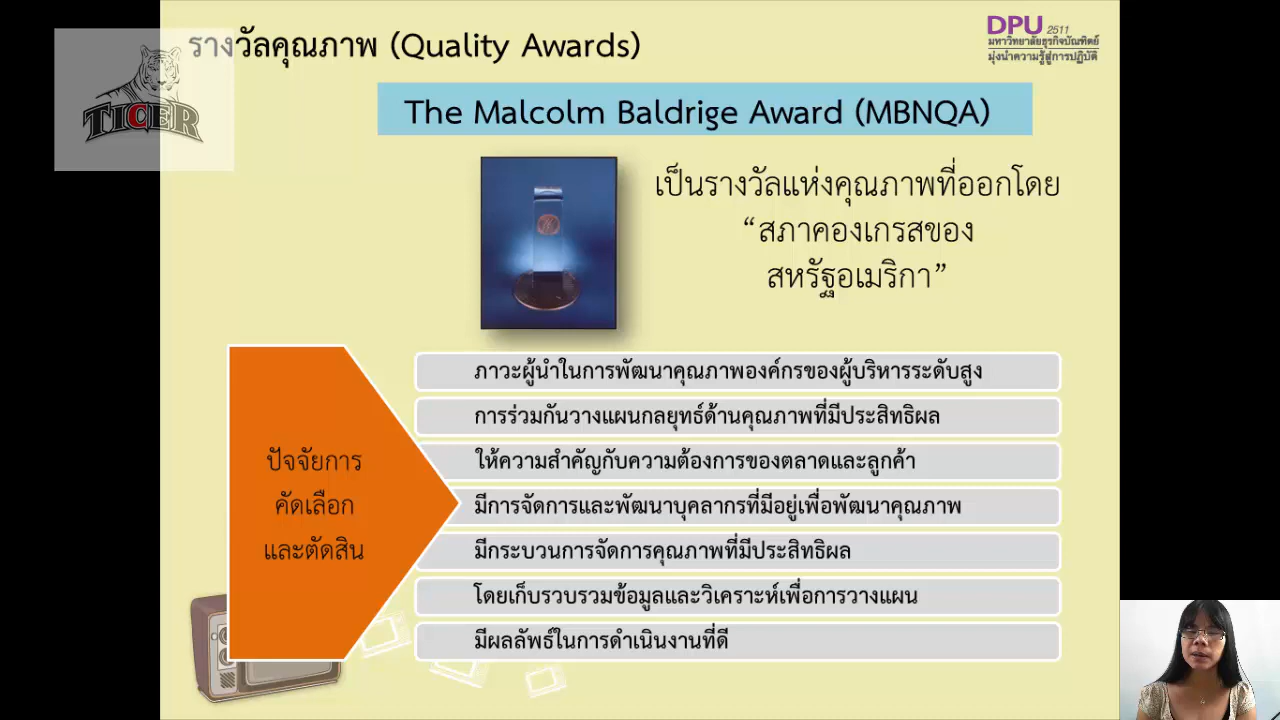 รางวัลคุณภาพ (Quality Awards)
DPU 2511
มหาวิทยาลัยธุรกิจบัณฑิตย์
มุ่งนำความรู้สู่การปฏิบัติ
TICER
The Malcolm Baldrige Award (MBNQA)
เป็นรางวัลแห่งคุณภาพที่ออกโดย
“สภาคองเกรสของ
สหรัฐอเมริกา”
ปัจจัยการ
คัดเลือก
และตัดสิน
ภาวะผู้นำในการพัฒนาคุณภาพองค์กรของผู้บริหารระดับสูง
การร่วมกันวางแผนกลยุทธ์ด้านคุณภาพที่มีประสิทธิผล
ให้ความสำคัญกับความต้องการของตลาดและลูกค้า
มีการจัดการและพัฒนาบุคลากรที่มีอยู่เพื่อพัฒนาคุณภาพ
มีกระบวนการจัดการคุณภาพที่มีประสิทธิผล
โดยเก็บรวบรวมข้อมูลและวิเคราะห์เพื่อการวางแผน
มีผลลัพธ์ในการดำเนินงานที่ดี